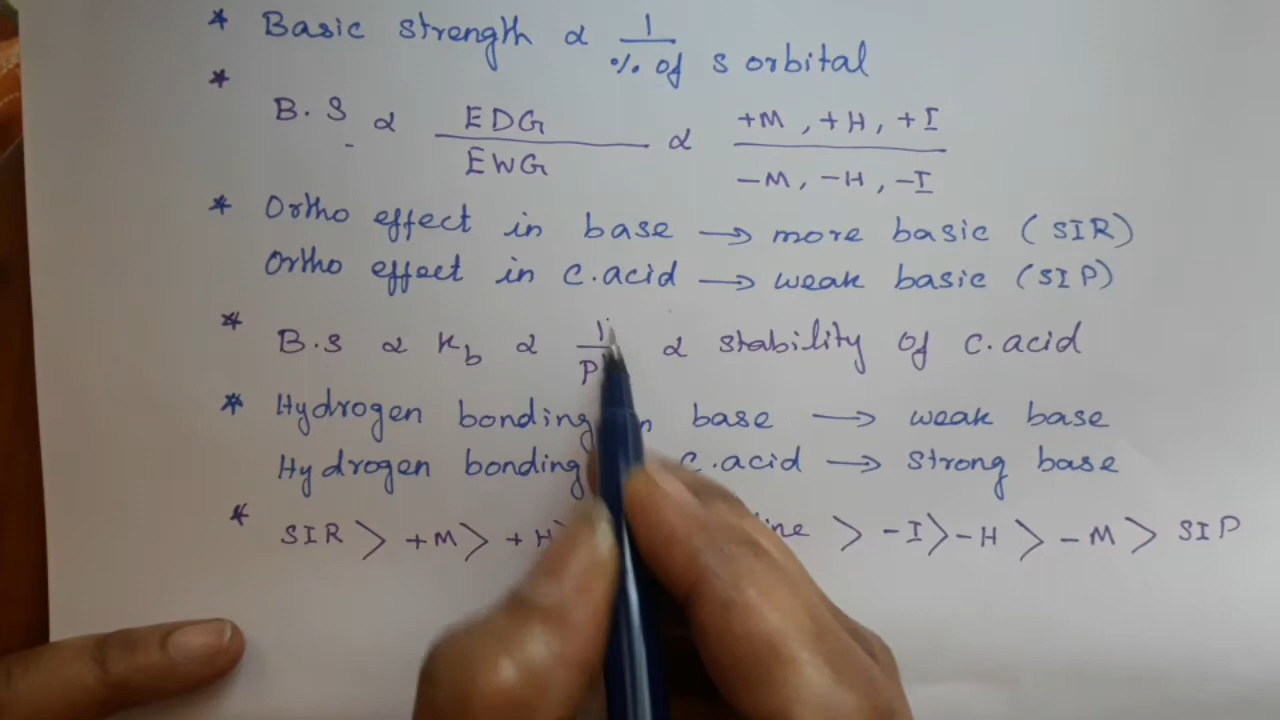 * Basic strength ∝ 1 / % of s orbital
* B.S ∝ EDG / EWG ∝ +M, +H, +I / -M, -H, -I
* Ortho effect in base → more basic (SIR)
Ortho effect in c.acid → weak basic (SIP)
* B.S ∝ Kb ∝ 1 / P ∝ stability of c.acid
* Hydrogen bonding base → weak base
Hydrogen bonding c.acid → strong base
* SIR > +M > +H > -I > -H > -M > SIP